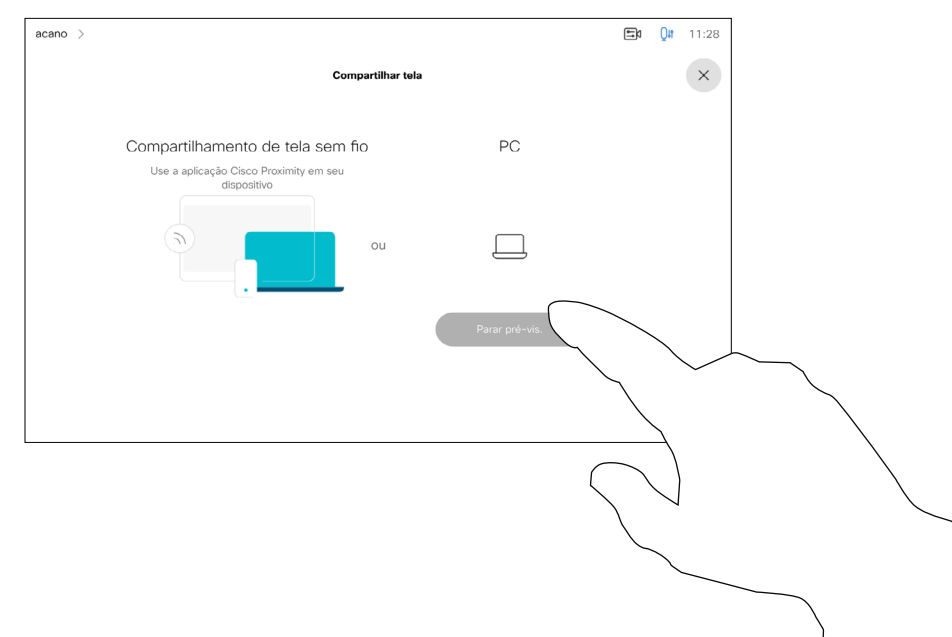 acano >
11:28
Compartilhar tela
Compartilhamento de tela sem fio
PC
Use a aplicação Cisco Proximity em seu
dispositivo
ou
Parar pré-vis.